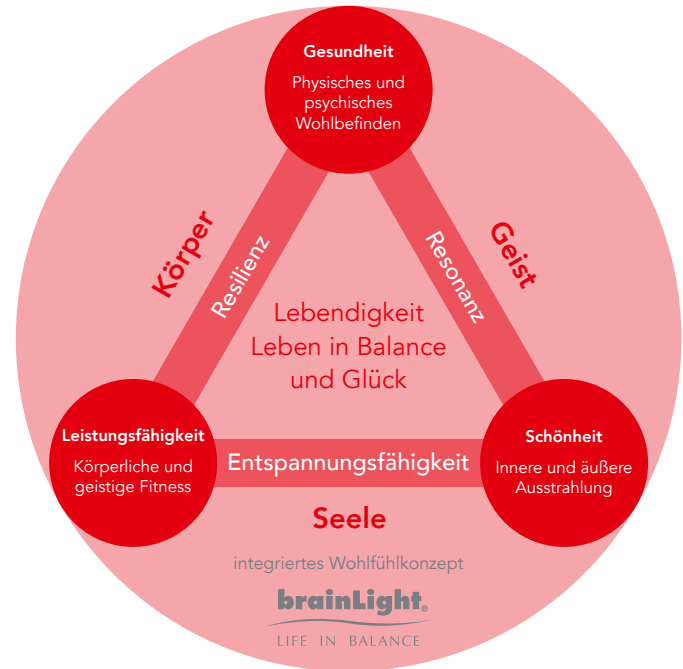 Gesundheit
Physisches und
psychisches
Wohlbefinden
Körper
Resilienz
Geist
Resonanz
Lebendigkeit
Leben in Balance
und Glück
Leistungsfähigkeit
Körperliche und
geistige Fitness
Entspannungsfähigkeit
Schönheit
Innere und äußere
Ausstrahlung
Seele
integriertes Wohlfühlkonzept
brainLight®
LIFE IN BALANCE